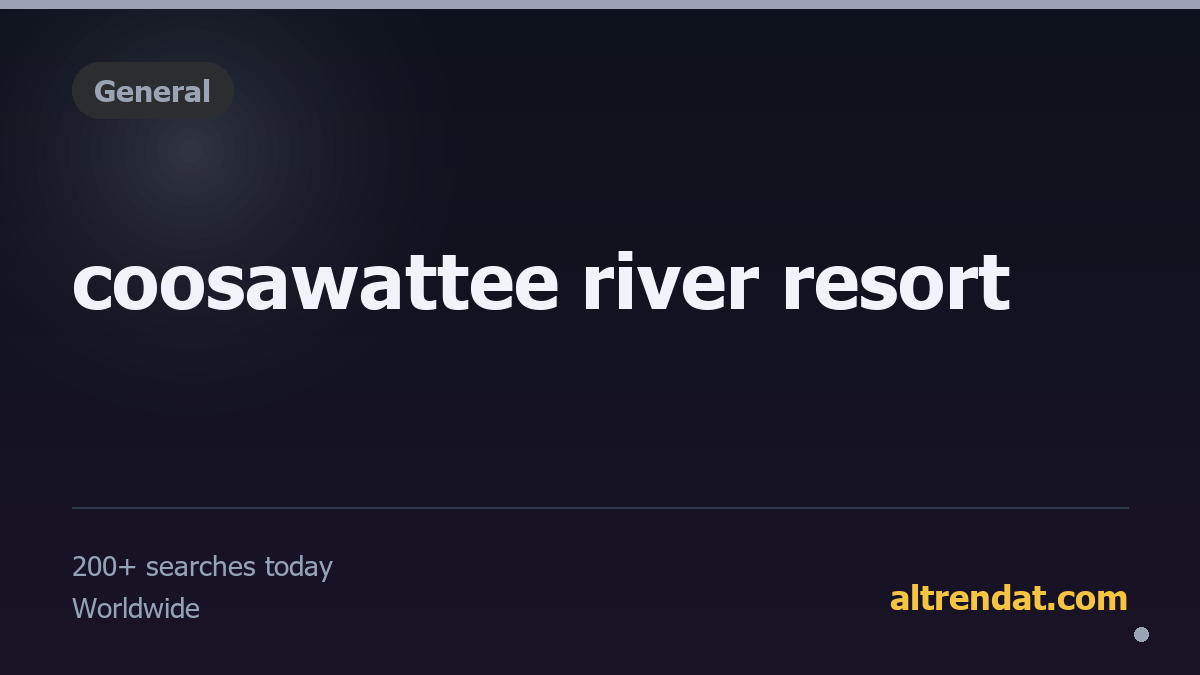 General
coosawattee river resort
200+ searches today
Worldwide
altrendat.com